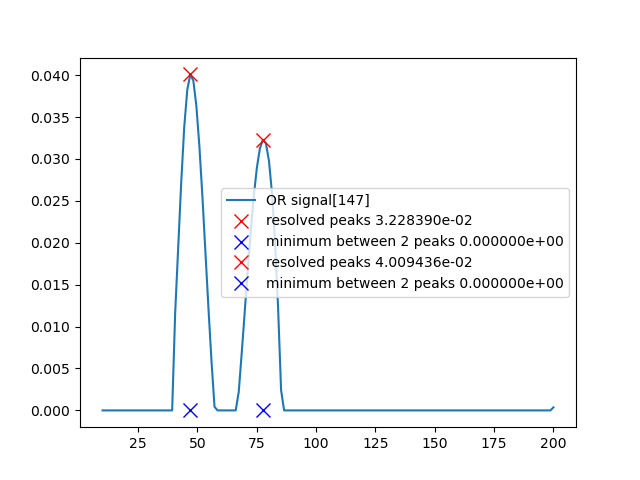 0.040
0.035
0.030
0.025
0.020
0.015
0.010
0.005
0.000
OR signal[147]
resolved peaks 3.228390e-02
minimum between 2 peaks 0.000000e+00
resolved peaks 4.009436e-02
minimum between 2 peaks 0.000000e+00
25 50 75 100 125 150 175 200